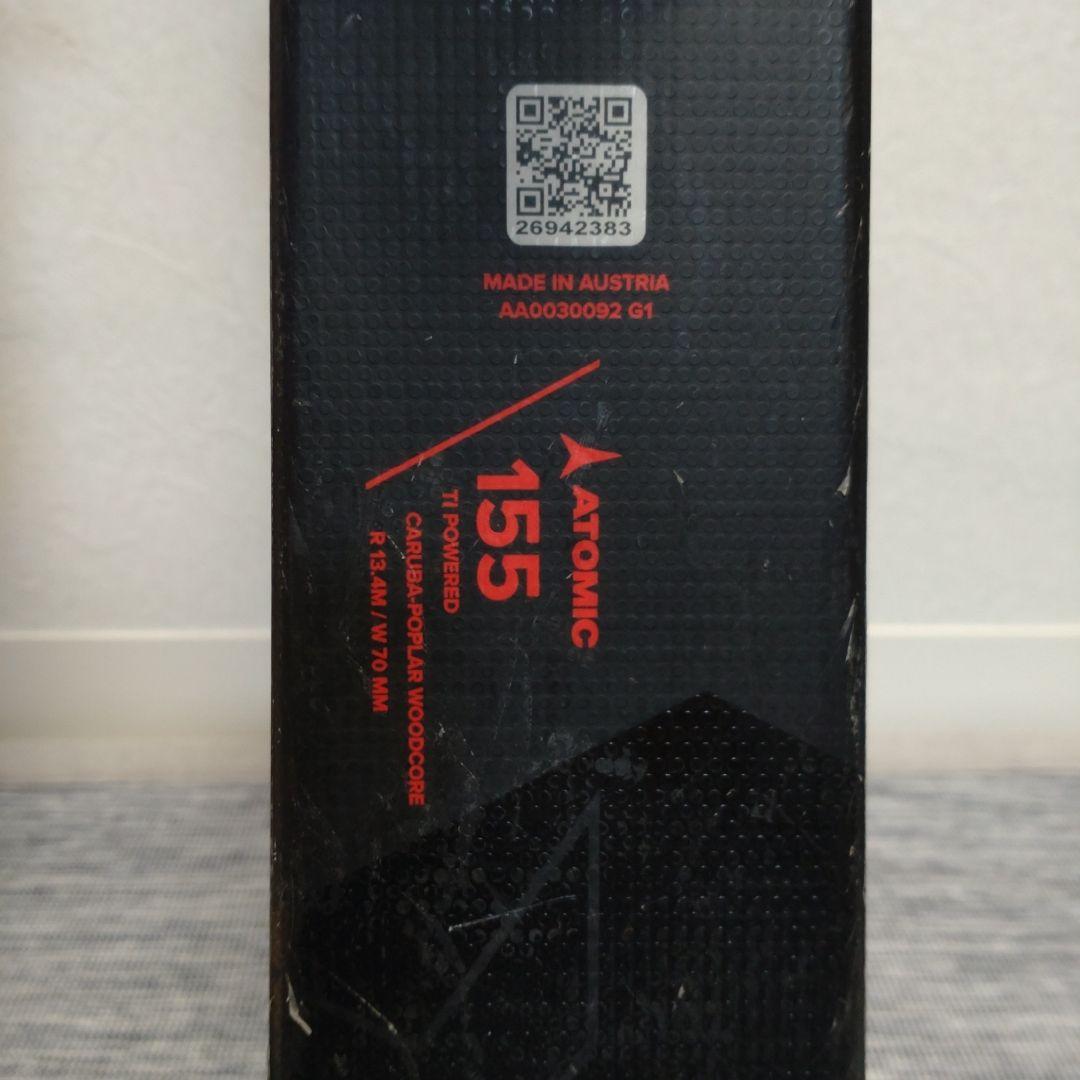 26942383
MADE IN AUSTRIA
AA0030092 G1
ATOMIC
155
TI POWERED
CARUBA-POPLAR WOODCORE
R 13.4M / W 70 MM